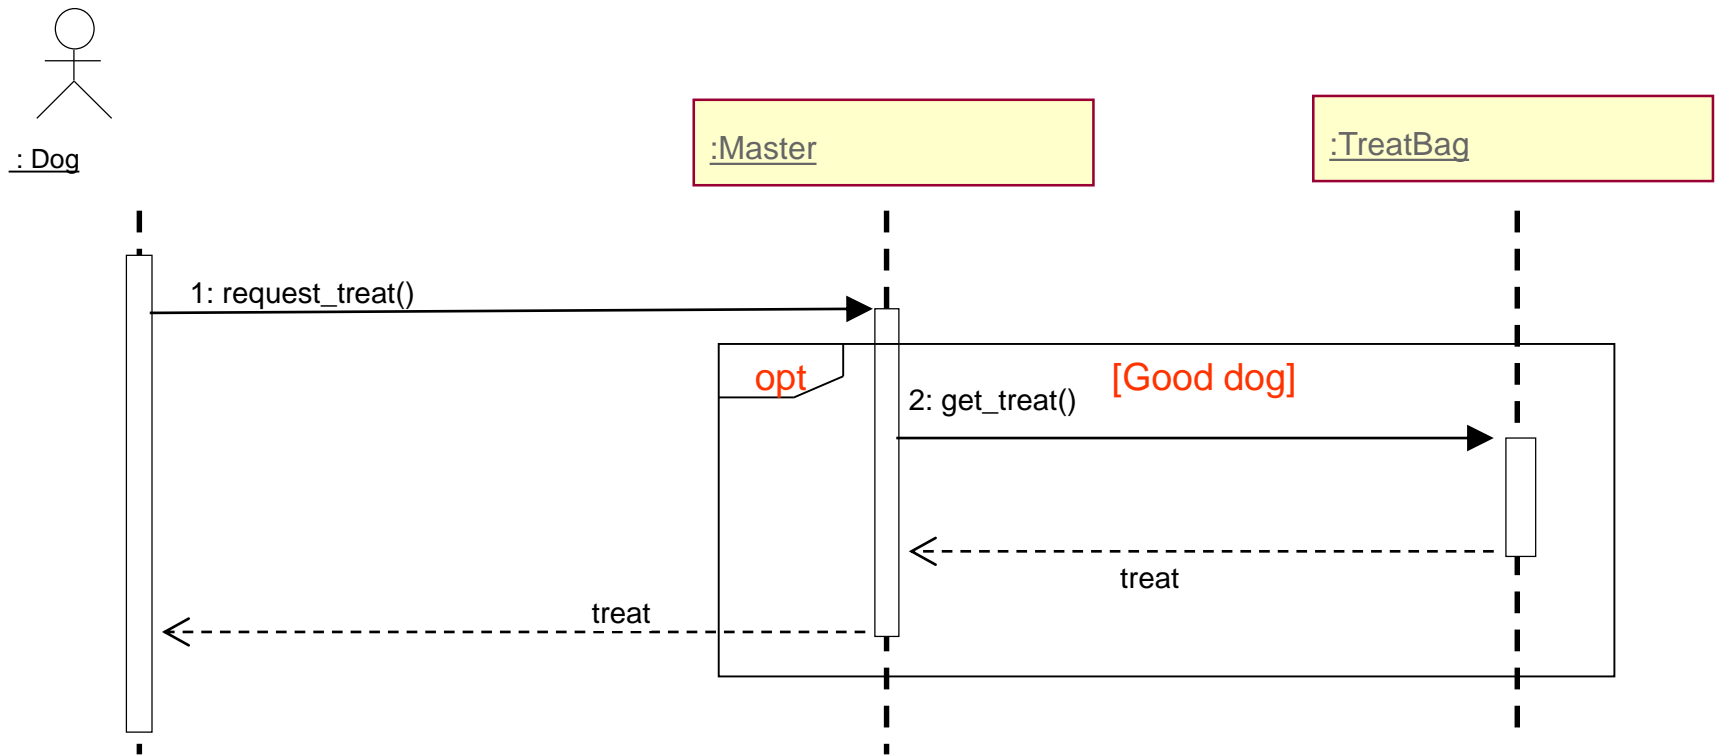 : Dog
:Master
:TreatBag
1: request_treat()
opt
[Good dog]
2: get_treat()
treat
treat